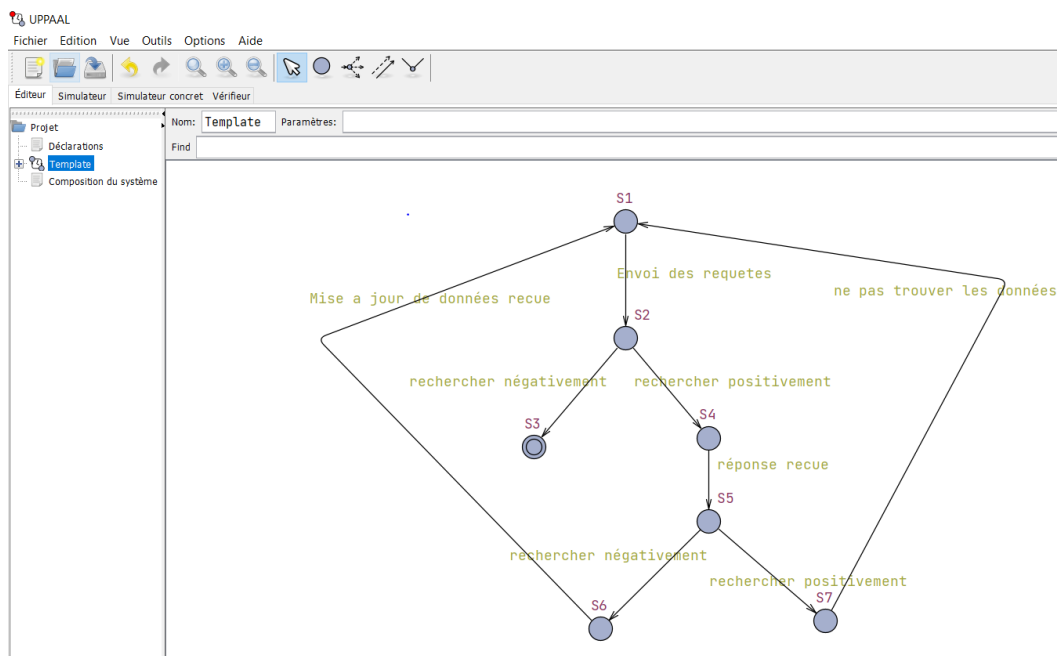 UPPAAL
Fichier Edition Vue Outils Options Aide
Éditeur Simulateur Simulateur concret Vérifieur
Nom: Template Paramètres:
Find
Projet
Déclarations
Template
Composition du système
S1
Envoi des requetes
Mise a jour de données recue
ne pas trouver les données
S2
rechercher négativement
rechercher positivement
S3
S4
réponse recue
S5
rechercher négativement
rechercher positivement
S6
S7